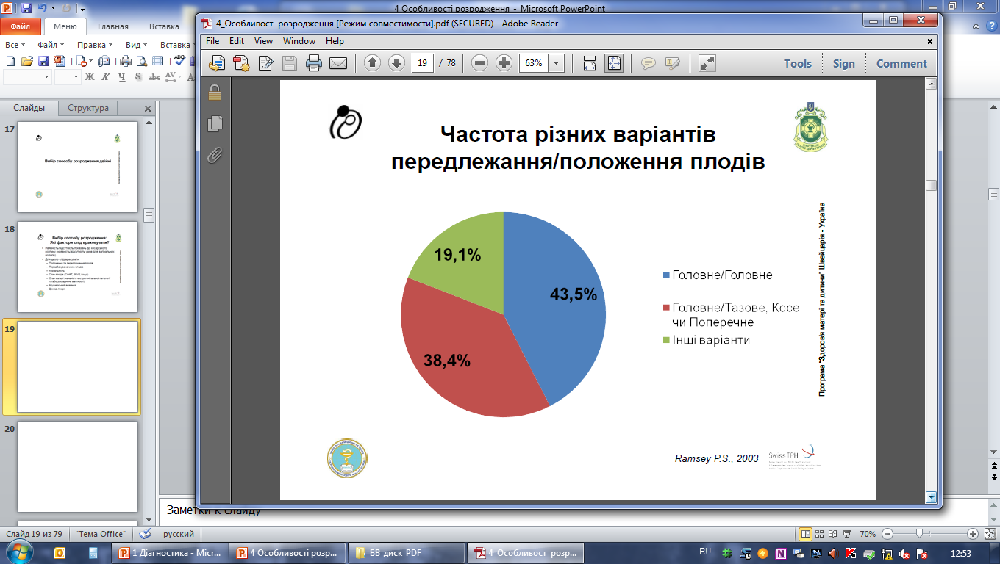 4 Особливості розродження - Microsoft PowerPoint
Файл
Меню
Главная
Вставка
Все
Файл
Правка
Вид
Вставка
4_Особливост розродження [Режим совместимости].pdf (SECURED) - Adobe Reader
File Edit View Window Help
19 / 78
63%
Tools
Sign
Comment
Слайды
Структура
17
Вибір способу розродження двійні
18
Вибір способу розродження:
Які фактори слід враховувати?
19
20
Частота різних варіантів
передлежання/положення плодів
19,1%
43,5%
38,4%
Головне/Головне
Головне/Тазове, Косе
чи Поперечне
Інші варіанти
Програма "Здоров'я матері та дитини" Швейцарія - Україна
Ramsey P.S., 2003
Swiss TPH
Заметки к слайду
Слайд 19 из 79
"Тема Office"
русский
70%
1 Діагностика - Micr...
4 Особливості розро...
БВ_диск_PDF
4_Особливост розр...
RU
12:53